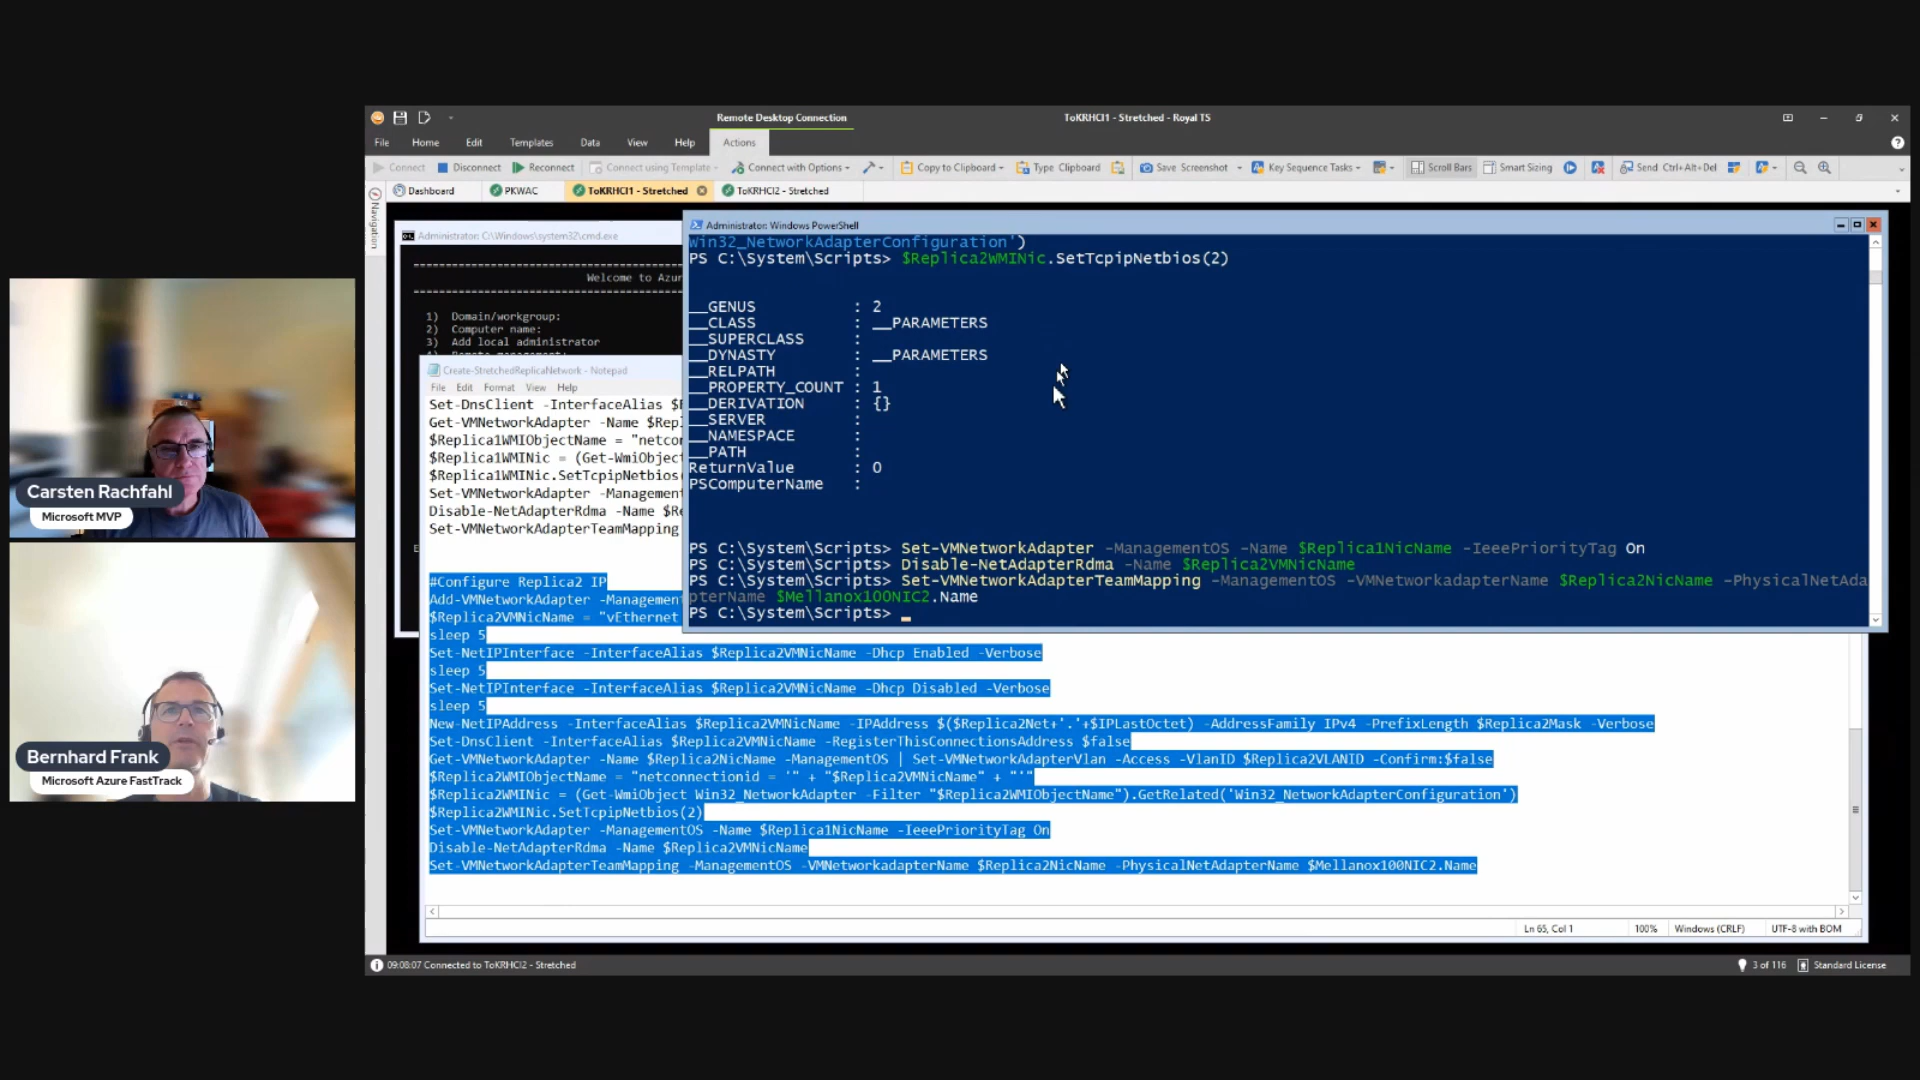 Remote Desktop Connection
ToKRHCI1 - Stretched - Royal TS
File Home Edit Templates Data View Help Actions
Connect Disconnect Reconnect Connect using Template Connect with Options Copy to Clipboard Type Clipboard Save Screenshot Key Sequence Tasks Scroll Bars Smart Sizing Send Ctrl+Alt+Del
Dashboard PKWAC ToKRHCI1 - Stretched ToKRHCI2 - Stretched
Navigation
Administrator: C:\Windows\system32\cmd.exe
Welcome to Azur
1) Domain/workgroup:
2) Computer name:
3) Add local administrator
Administrator: Windows PowerShell
Win32_NetworkAdapterConfiguration')
PS C:\System\Scripts> $Replica2WMINic.SetTcpipNetbios(2)
__GENUS : 2
__CLASS : __PARAMETERS
__SUPERCLASS :
__DYNASTY : __PARAMETERS
__RELPATH :
__PROPERTY_COUNT : 1
__DERIVATION : {}
__SERVER :
__NAMESPACE :
__PATH :
ReturnValue : 0
PSComputerName :
PS C:\System\Scripts> Set-VMNetworkAdapter -ManagementOS -Name $Replica1NicName -IeeePriorityTag On
PS C:\System\Scripts> Disable-NetAdapterRdma -Name $Replica2VMNicName
PS C:\System\Scripts> Set-VMNetworkAdapterTeamMapping -ManagementOS -VMNetworkadapterName $Replica2NicName -PhysicalNetAda
pterName $Mellanox100NIC2.Name
PS C:\System\Scripts>
Create-StretchedReplicaNetwork - Notepad
File Edit Format View Help
Set-DnsClient -InterfaceAlias $R
Get-VMNetworkAdapter -Name $Repl
$Replica1WMIObjectName = "netcon
$Replica1WMINic = (Get-WmiObject
$Replica1WMINic.SetTcpipNetbios(
Set-VMNetworkAdapter -Management
Disable-NetAdapterRdma -Name $Re
Set-VMNetworkAdapterTeamMapping
#Configure Replica2 IP
Add-VMNetworkAdapter -Management
$Replica2VMNicName = "vEthernet
sleep 5
Set-NetIPInterface -InterfaceAlias $Replica2VMNicName -Dhcp Enabled -Verbose
sleep 5
Set-NetIPInterface -InterfaceAlias $Replica2VMNicName -Dhcp Disabled -Verbose
sleep 5
New-NetIPAddress -InterfaceAlias $Replica2VMNicName -IPAddress $($Replica2Net+'.'+$IPLastOctet) -AddressFamily IPv4 -PrefixLength $Replica2Mask -Verbose
Set-DnsClient -InterfaceAlias $Replica2VMNicName -RegisterThisConnectionsAddress $false
Get-VMNetworkAdapter -Name $Replica2NicName -ManagementOS | Set-VMNetworkAdapterVlan -Access -VlanID $Replica2VLANID -Confirm:$false
$Replica2WMIObjectName = "netconnectionid = '" + "$Replica2VMNicName" + "'"
$Replica2WMINic = (Get-WmiObject Win32_NetworkAdapter -Filter "$Replica2WMIObjectName").GetRelated('Win32_NetworkAdapterConfiguration')
$Replica2WMINic.SetTcpipNetbios(2)
Set-VMNetworkAdapter -ManagementOS -Name $Replica1NicName -IeeePriorityTag On
Disable-NetAdapterRdma -Name $Replica2VMNicName
Set-VMNetworkAdapterTeamMapping -ManagementOS -VMNetworkadapterName $Replica2NicName -PhysicalNetAdapterName $Mellanox100NIC2.Name
Ln 65, Col 1 100% Windows (CRLF) UTF-8 with BOM
09:08:07 Connected to ToKRHCI2 - Stretched
3 of 116 Standard License
Carsten Rachfahl
Microsoft MVP
Bernhard Frank
Microsoft Azure FastTrack